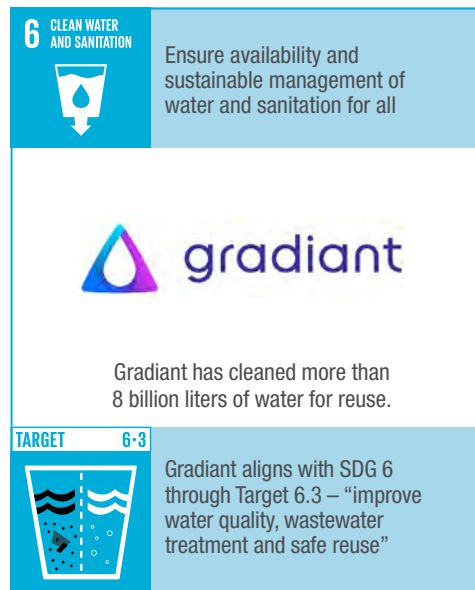 6 CLEAN WATER
AND SANITATION
Ensure availability and
sustainable management of
water and sanitation for all
gradiant
Gradiant has cleaned more than
8 billion liters of water for reuse.
TARGET 6·3
Gradiant aligns with SDG 6
through Target 6.3 – “improve
water quality, wastewater
treatment and safe reuse”